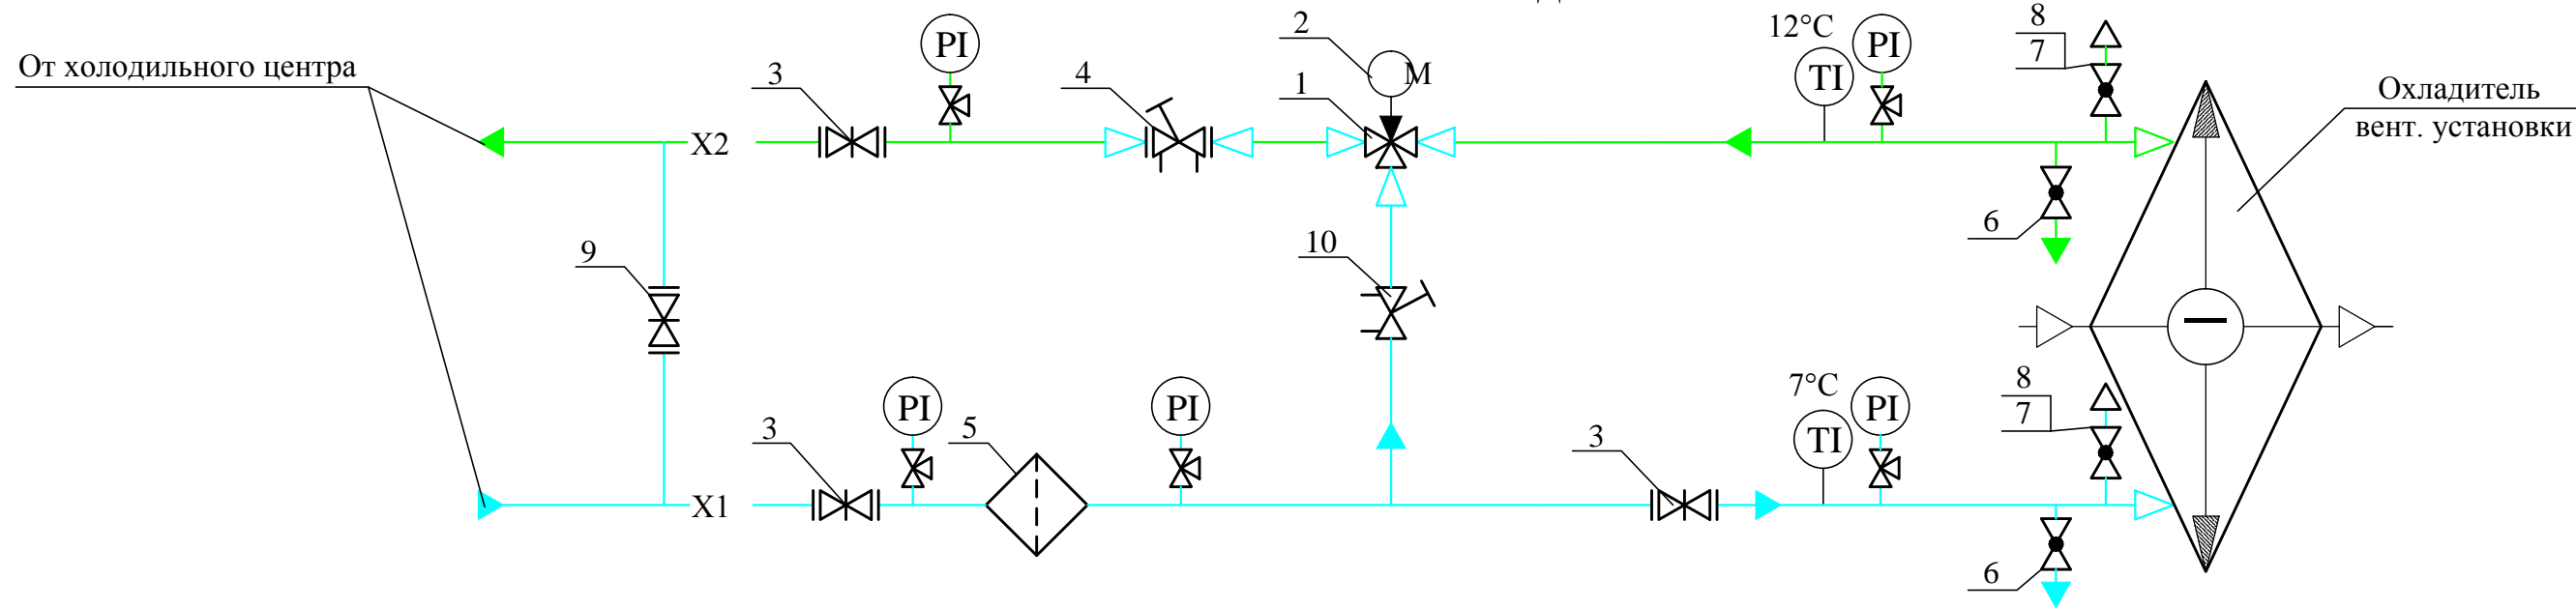 От холодильного центра
3
PI
4
2
М
1
12°C
TI
PI
8
7
Охладитель
вент. установки
X2
9
10
6
3
PI
5
PI
3
7°C
TI
PI
8
7
X1
6